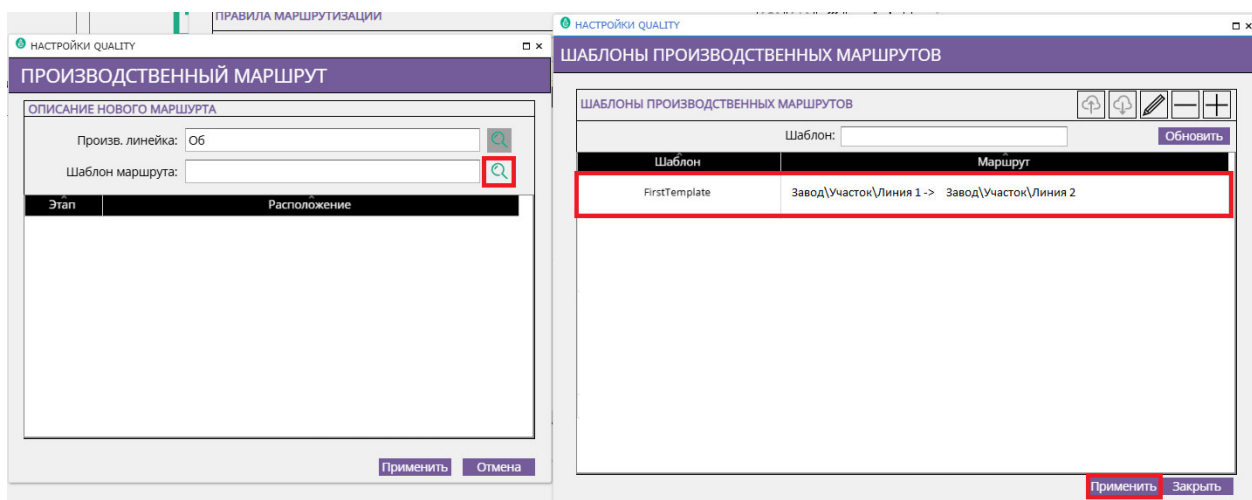 ПРАВИЛА МАРШРУТИЗАЦИИ
НАСТРОЙКИ QUALITY
ПРОИЗВОДСТВЕННЫЙ МАРШРУТ
ОПИСАНИЕ НОВОГО МАРШУРТА
Произв. линейка: Об
Шаблон маршрута:
Этап Расположение
Применить Отмена
НАСТРОЙКИ QUALITY
ШАБЛОНЫ ПРОИЗВОДСТВЕННЫХ МАРШРУТОВ
ШАБЛОНЫ ПРОИЗВОДСТВЕННЫХ МАРШРУТОВ
Шаблон: Обновить
Шаблон Маршрут
FirstTemplate Завод\Участок\Линия 1 -> Завод\Участок\Линия 2
Применить Закрыть